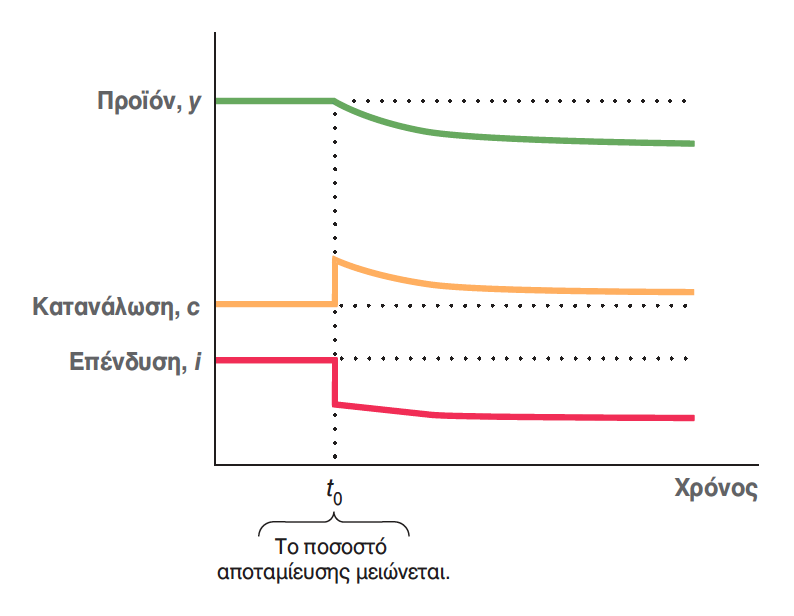 Προϊόν, y
Κατανάλωση, c
Επένδυση, i
t0
Χρόνος
Το ποσοστό
αποταμίευσης μειώνεται.